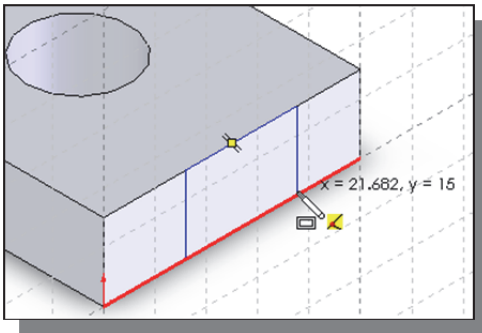 x = 21.682, y = 15